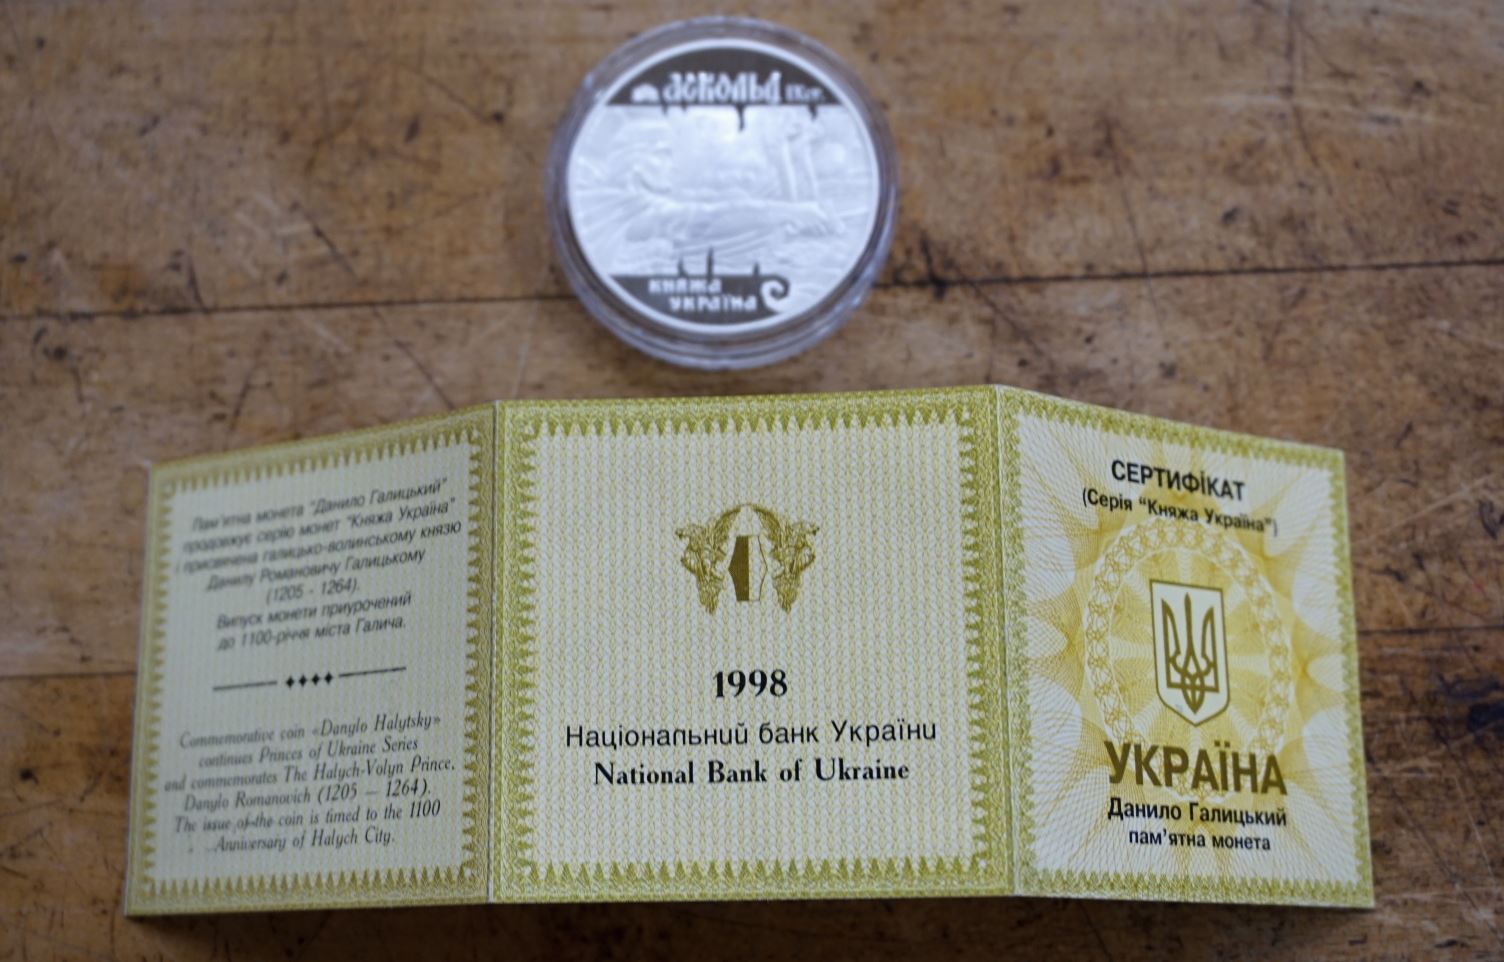 Аскольд IX ст.
КНЯЖА
УКРАЇНА
Пам'ятна монета "Данило Галицький"
продовжує серію монет "Княжа Україна"
і присвячена галицько-волинському князю
Данилу Романовичу Галицькому
(1205 - 1264).
Випуск монети приурочений
до 1100-річчя міста Галича.
Commemorative coin «Danylo Halytsky»
continues Princes of Ukraine Series
and commemorates The Halych-Volyn Prince,
Danylo Romanovich (1205 — 1264).
The issue of the coin is timed to the 1100
Anniversary of Halych City.
1998
Національний банк України
National Bank of Ukraine
СЕРТИФІКАТ
(Серія “Княжа Україна”)
УКРАЇНА
Данило Галицький
пам'ятна монета